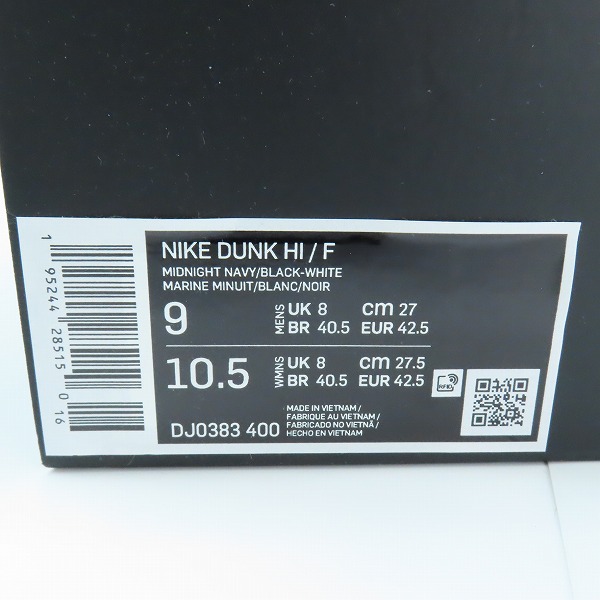 NIKE DUNK HI / F
MIDNIGHT NAVY/BLACK-WHITE
MARINE MINUIT/BLANC/NOIR
9 MENS UK 8 CM 27
BR 40.5 EUR 42.5
10.5 WMNS UK 8 CM 27.5
BR 40.5 EUR 42.5
RFID
DJ0383 400
MADE IN VIETNAM /
FABRIQUE AU VIETNAM /
FABRICADO NO VIETNÃ /
HECHO EN VIETNAM
1 95244 28515 0 16